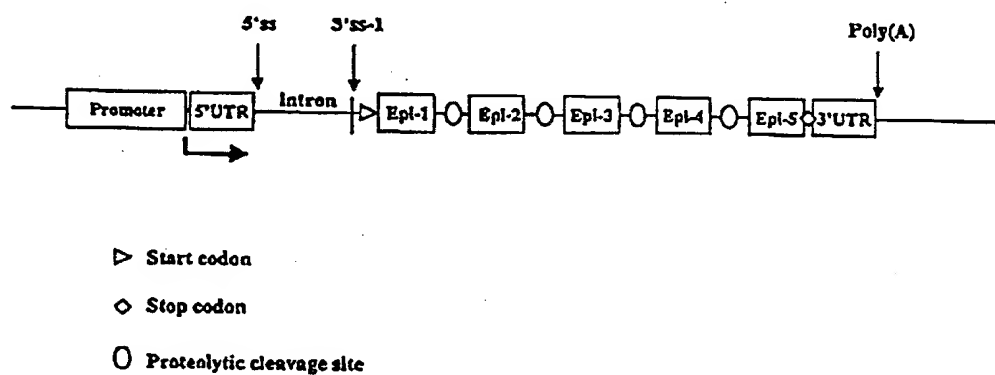 5'ss 3'ss-1 Poly(A)
Intron
Promoter 5'UTR Epi-1 Epi-2 Epi-3 Epi-4 Epi-5 3'UTR
Start codon
Stop codon
Proteolytic cleavage site